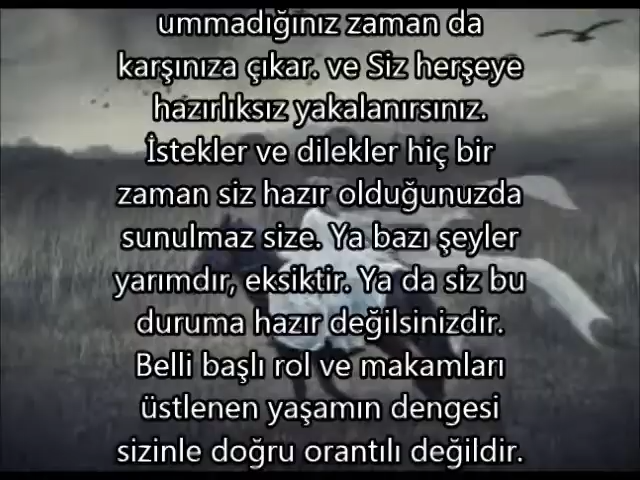 ummadığınız zaman da
karşınıza çıkar. ve Siz herşeye
hazırlıksız yakalanırsınız.
İstekler ve dilekler hiç bir
zaman siz hazır olduğunuzda
sunulmaz size. Ya bazı şeyler
yarımdır, eksiktir. Ya da siz bu
duruma hazır değilsinizdir.
Belli başlı rol ve makamları
üstlenen yaşamın dengesi
sizinle doğru orantılı değildir.